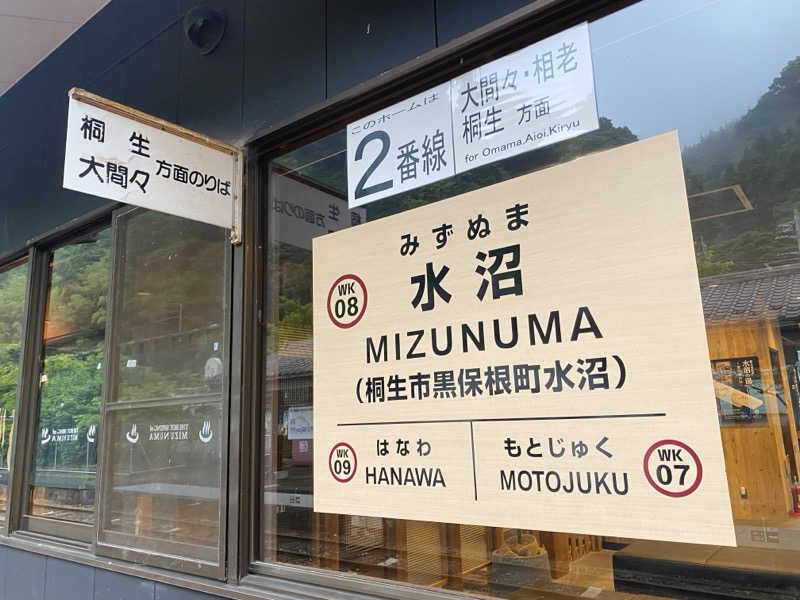 桐生
大間々
方面のりば
このホームは
2番線
大間々・相老
桐生 方面
for Omama,Aioi,Kiryu
みずぬま
WK
08
水沼
MIZUNUMA
(桐生市黒保根町水沼)
WK
09
はなわ
HANAWA
もとじゅく
MOTOJUKU
WK
07
MIZUNUMA
MIZUNUMA